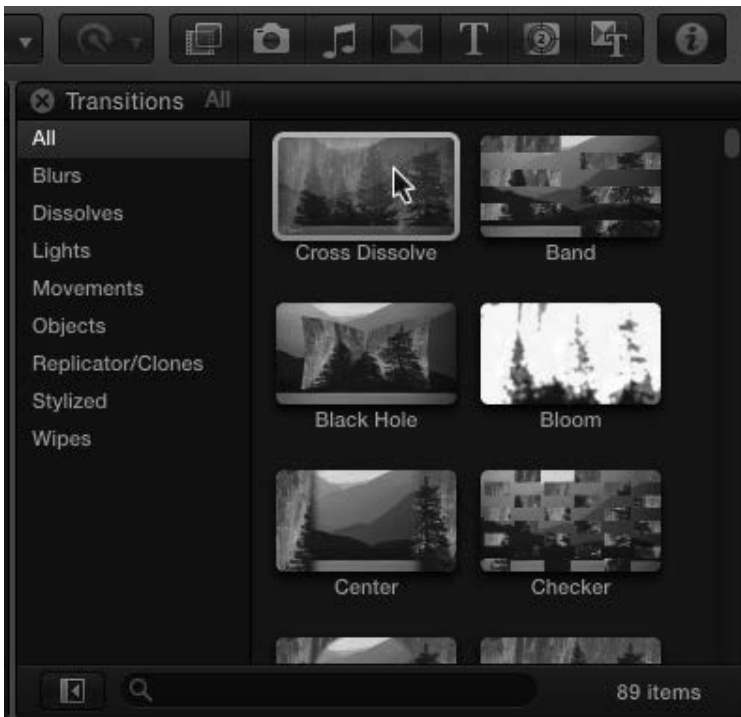 T 2 T i
Transitions All
All
Blurs
Dissolves
Lights
Movements
Objects
Replicator/Clones
Stylized
Wipes
Cross Dissolve Band
Black Hole Bloom
Center Checker
89 items